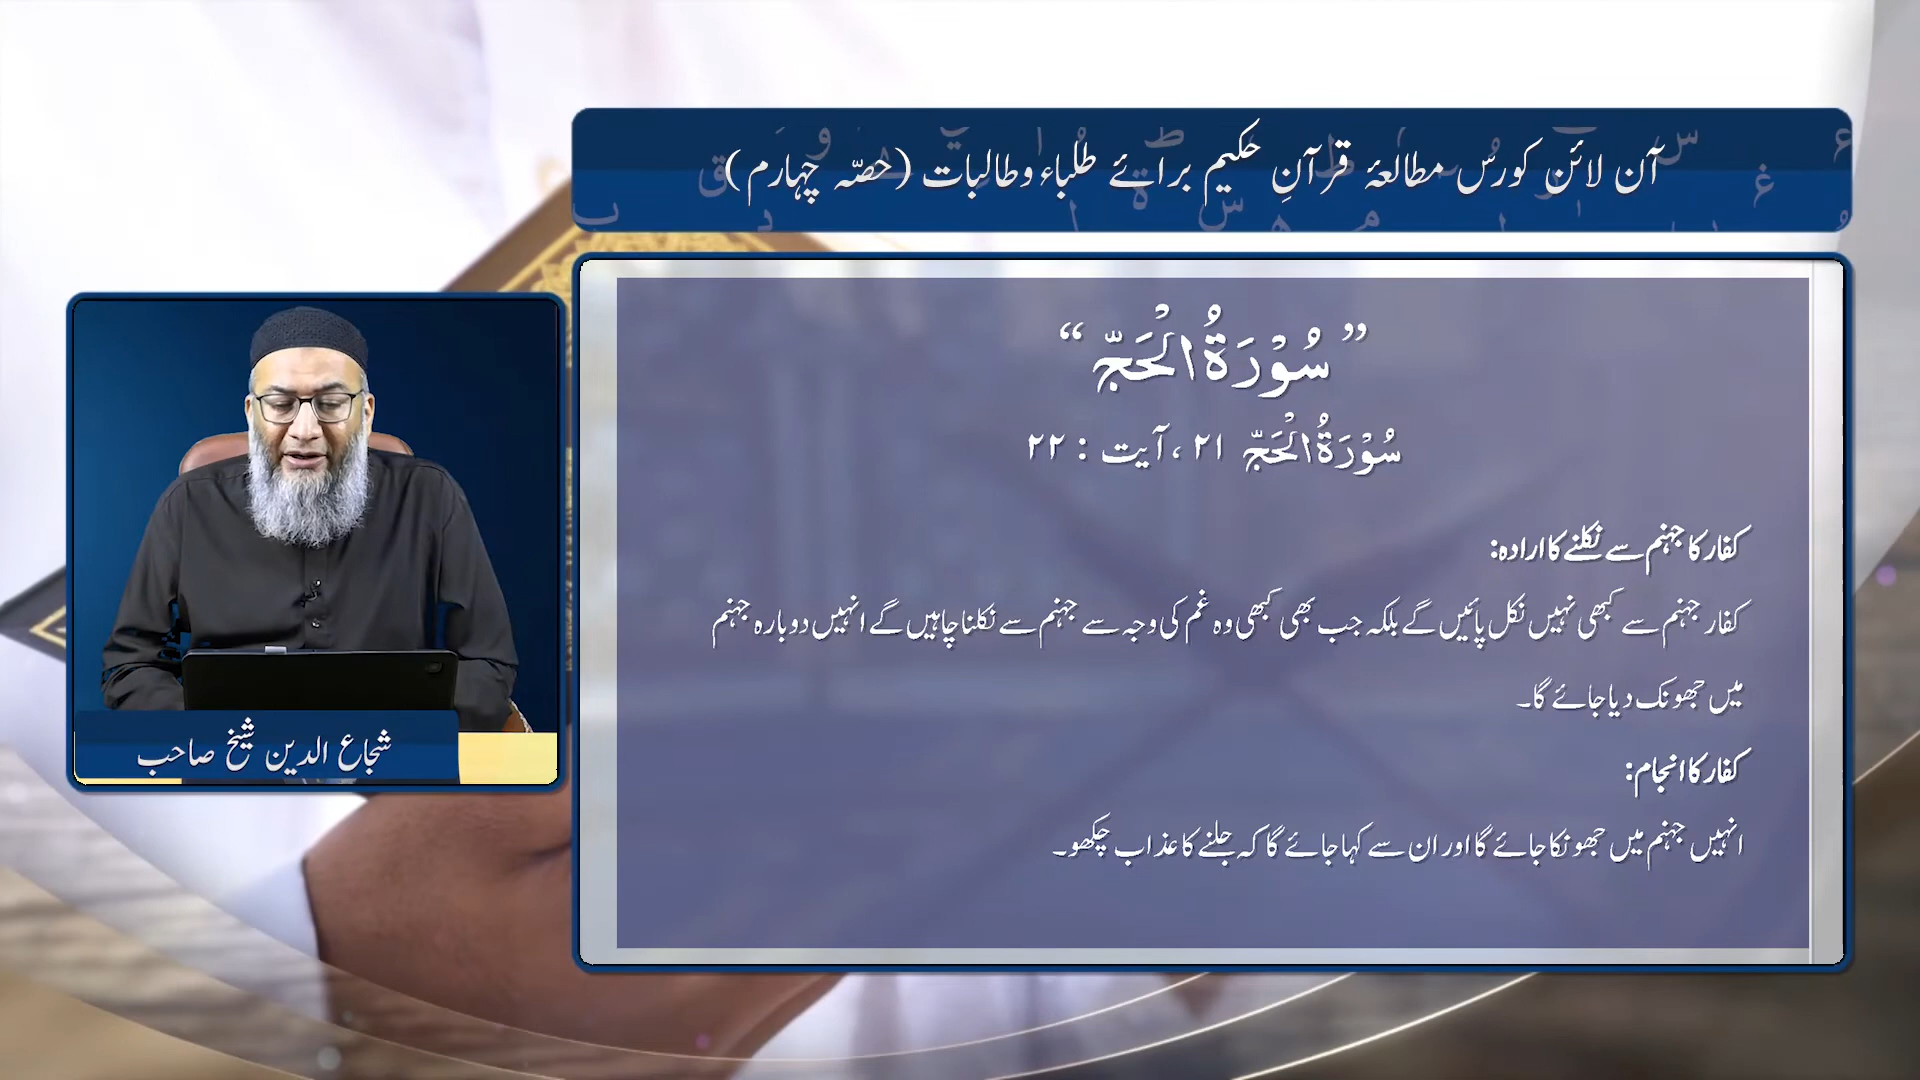 آن لائن کورس مطالعۂ قرآنِ حکیم برائے طلباء و طالبات (حصّہ چہارم)
”سُوْرَۃُ الْحَجِّ“
سُوْرَۃُ الْحَجِّ ۲۱ ، آیت : ۲۲
کفار کا جہنم سے نکلنے کا ارادہ:
کفار جہنم سے کبھی نہیں نکل پائیں گے بلکہ جب بھی کبھی وہ غم کی وجہ سے جہنم سے نکلنا چاہیں گے انہیں دوبارہ جہنم
میں جھونک دیا جائے گا۔
کفار کا انجام:
انہیں جہنم میں جھونکا جائے گا اور ان سے کہا جائے گا کہ جلنے کا عذاب چکھو۔
شجاع الدین شیخ صاحب